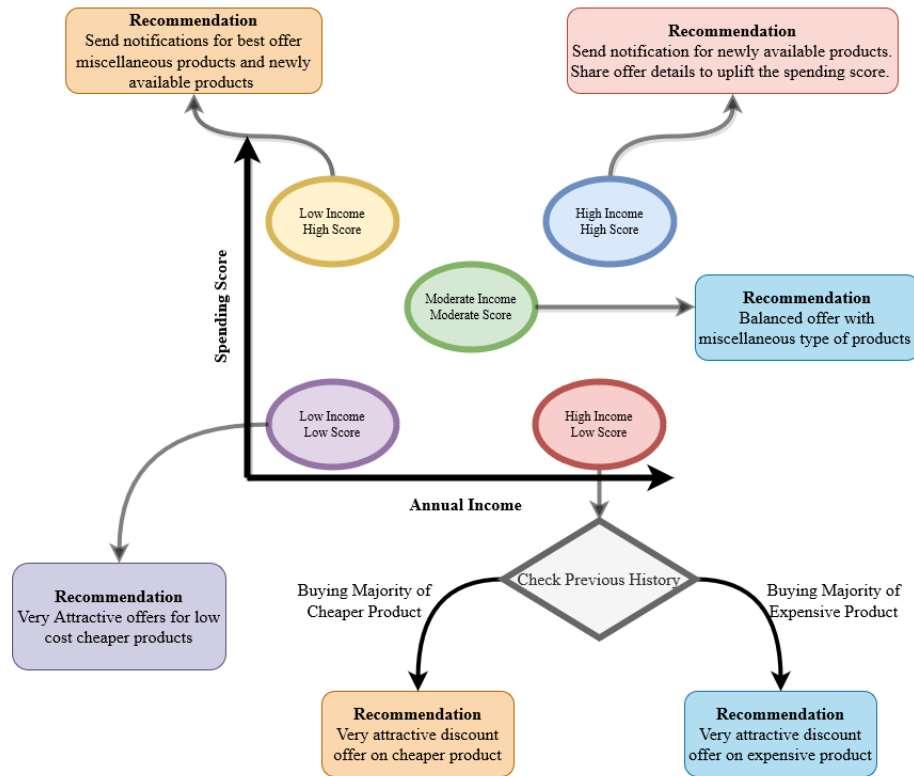 Recommendation
Send notifications for best offer
miscellaneous products and newly
available products
Recommendation
Send notification for newly available products.
Share offer details to uplift the spending score.
Low Income
High Score
High Income
High Score
Spending Score
Moderate Income
Moderate Score
Recommendation
Balanced offer with
miscellaneous type of products
Low Income
Low Score
High Income
Low Score
Annual Income
Recommendation
Very Attractive offers for low
cost cheaper products
Check Previous History
Buying Majority of
Cheaper Product
Buying Majority of
Expensive Product
Recommendation
Very attractive discount
offer on cheaper product
Recommendation
Very attractive discount
offer on expensive product